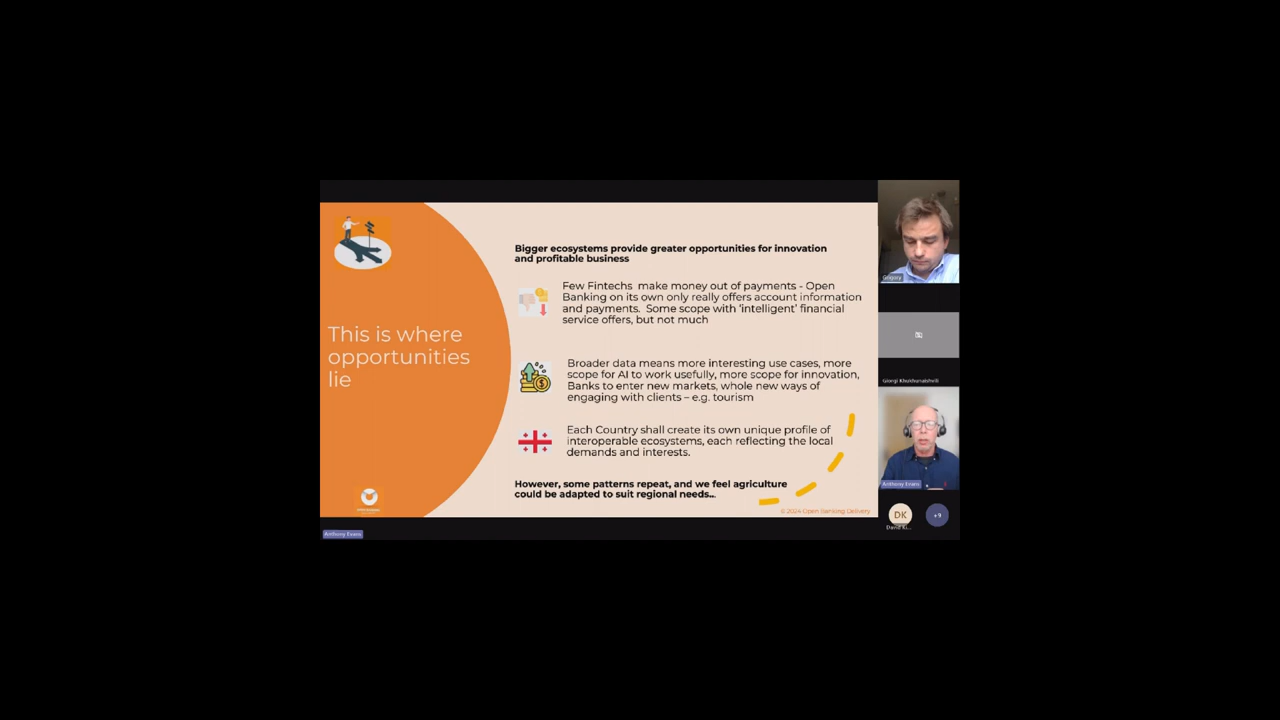 This is where
opportunities
lie
Bigger ecosystems provide greater opportunities for innovation
and profitable business
Few Fintechs make money out of payments - Open
Banking on its own only really offers account information
and payments. Some scope with ‘intelligent’ financial
service offers, but not much
Broader data means more interesting use cases, more
scope for AI to work usefully, more scope for innovation,
Banks to enter new markets, whole new ways of
engaging with clients – e.g. tourism
Each Country shall create its own unique profile of
interoperable ecosystems, each reflecting the local
demands and interests.
However, some patterns repeat, and we feel agriculture
could be adapted to suit regional needs...
© 2024 Open Banking Delivery
Anthony Evans
Grigory
Giorgi
Anthony Evans
DK
David Ki...
+9